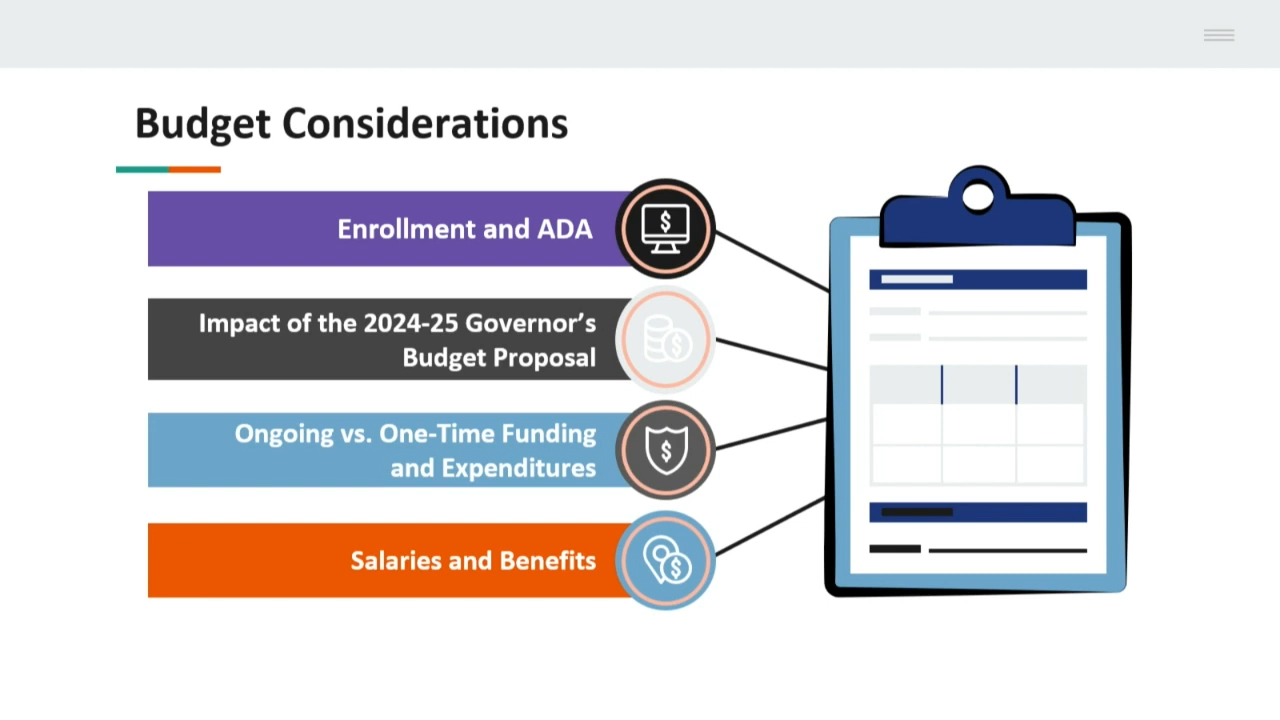 Budget Considerations
Enrollment and ADA
$
Impact of the 2024-25 Governor’s
Budget Proposal
$
Ongoing vs. One-Time Funding
and Expenditures
$
Salaries and Benefits
$